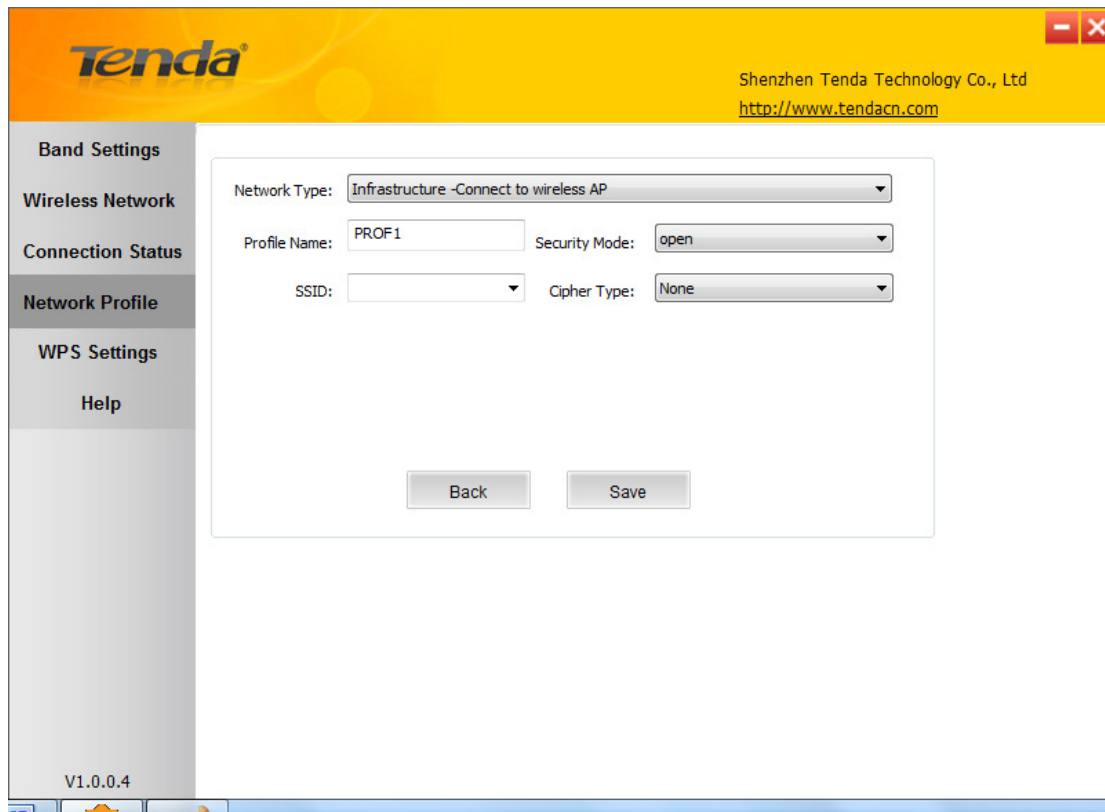 Tenda®
Shenzhen Tenda Technology Co., Ltd
http://www.tendacn.com
Band Settings
Wireless Network
Connection Status
Network Profile
WPS Settings
Help
V1.0.0.4
Network Type: Infrastructure -Connect to wireless AP
Profile Name: PROF1 Security Mode: open
SSID: Cipher Type: None
Back Save